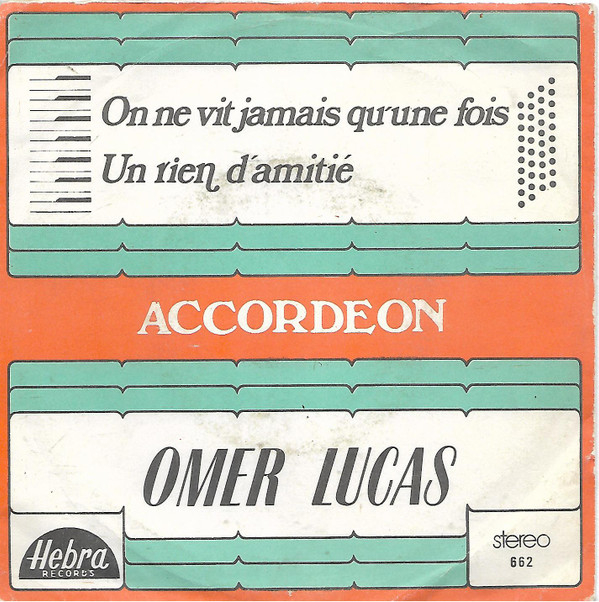 On ne vit jamais qu'une fois
Un rien d'amitié
ACCORDEON
OMER LUCAS
Hebra
RECORDS
stereo
662